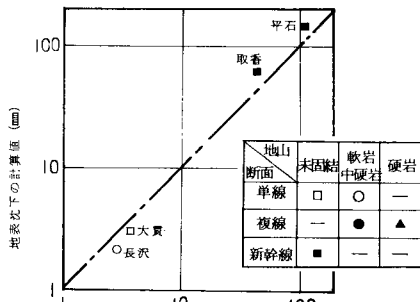 地表沈下の計算値 (mm)
100
10
1
平石
取香
□大貫
長沢
地山
断面
未固結
軟岩
中硬岩
硬岩
単線
□
○
—
複線
—
●
▲
新幹線
■
—
—
1
10
100